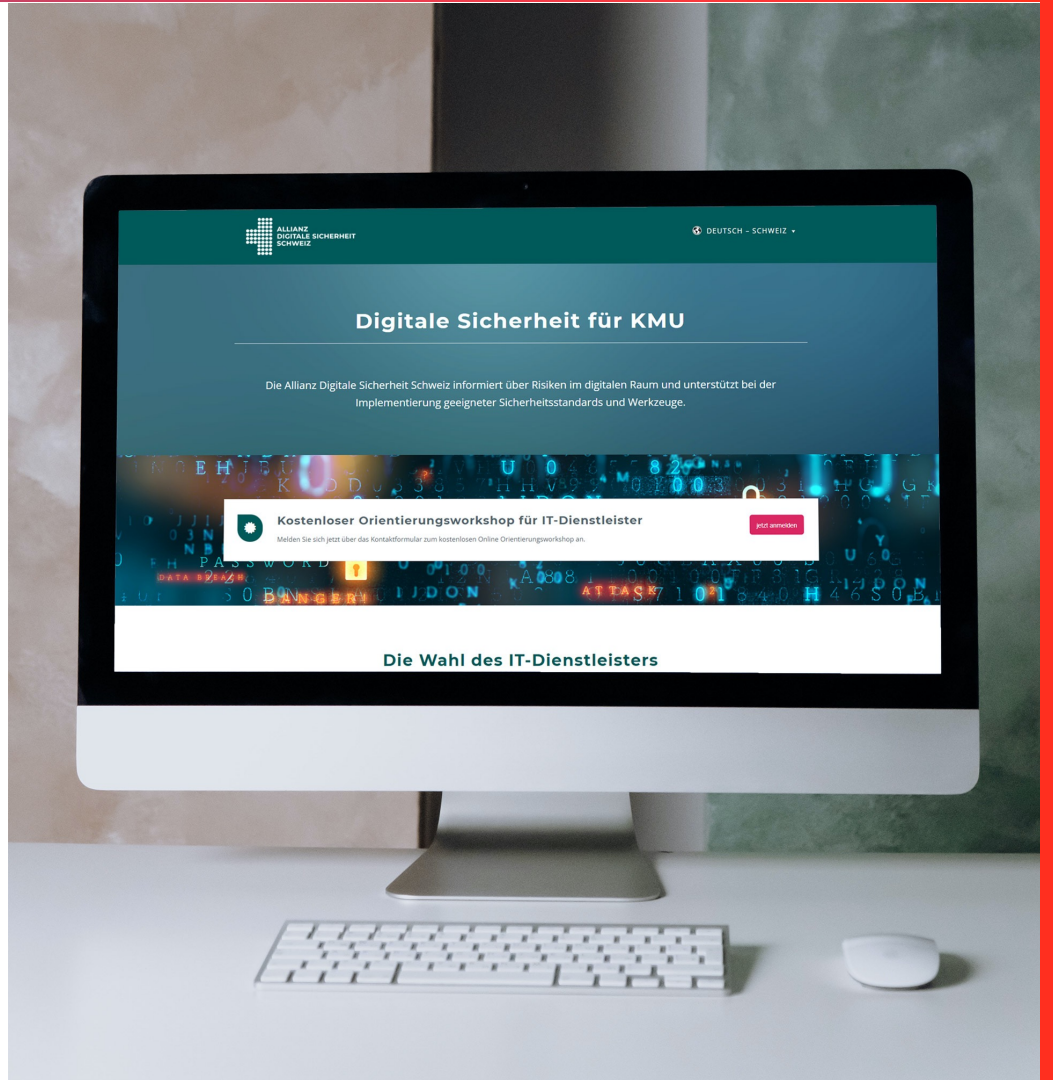 ALLIANZ
DIGITALE SICHERHEIT
SCHWEIZ
DEUTSCH – SCHWEIZ
Digitale Sicherheit für KMU
Die Allianz Digitale Sicherheit Schweiz informiert über Risiken im digitalen Raum und unterstützt bei der
Implementierung geeigneter Sicherheitsstandards und Werkzeuge.
Kostenloser Orientierungsworkshop für IT-Dienstleister
Melden Sie sich jetzt über das Kontaktformular zum kostenlosen Online Orientierungsworkshop an.
jetzt anmelden
PASSWORD
DATA BREACH
DANGER
ATTACK
Die Wahl des IT-Dienstleisters